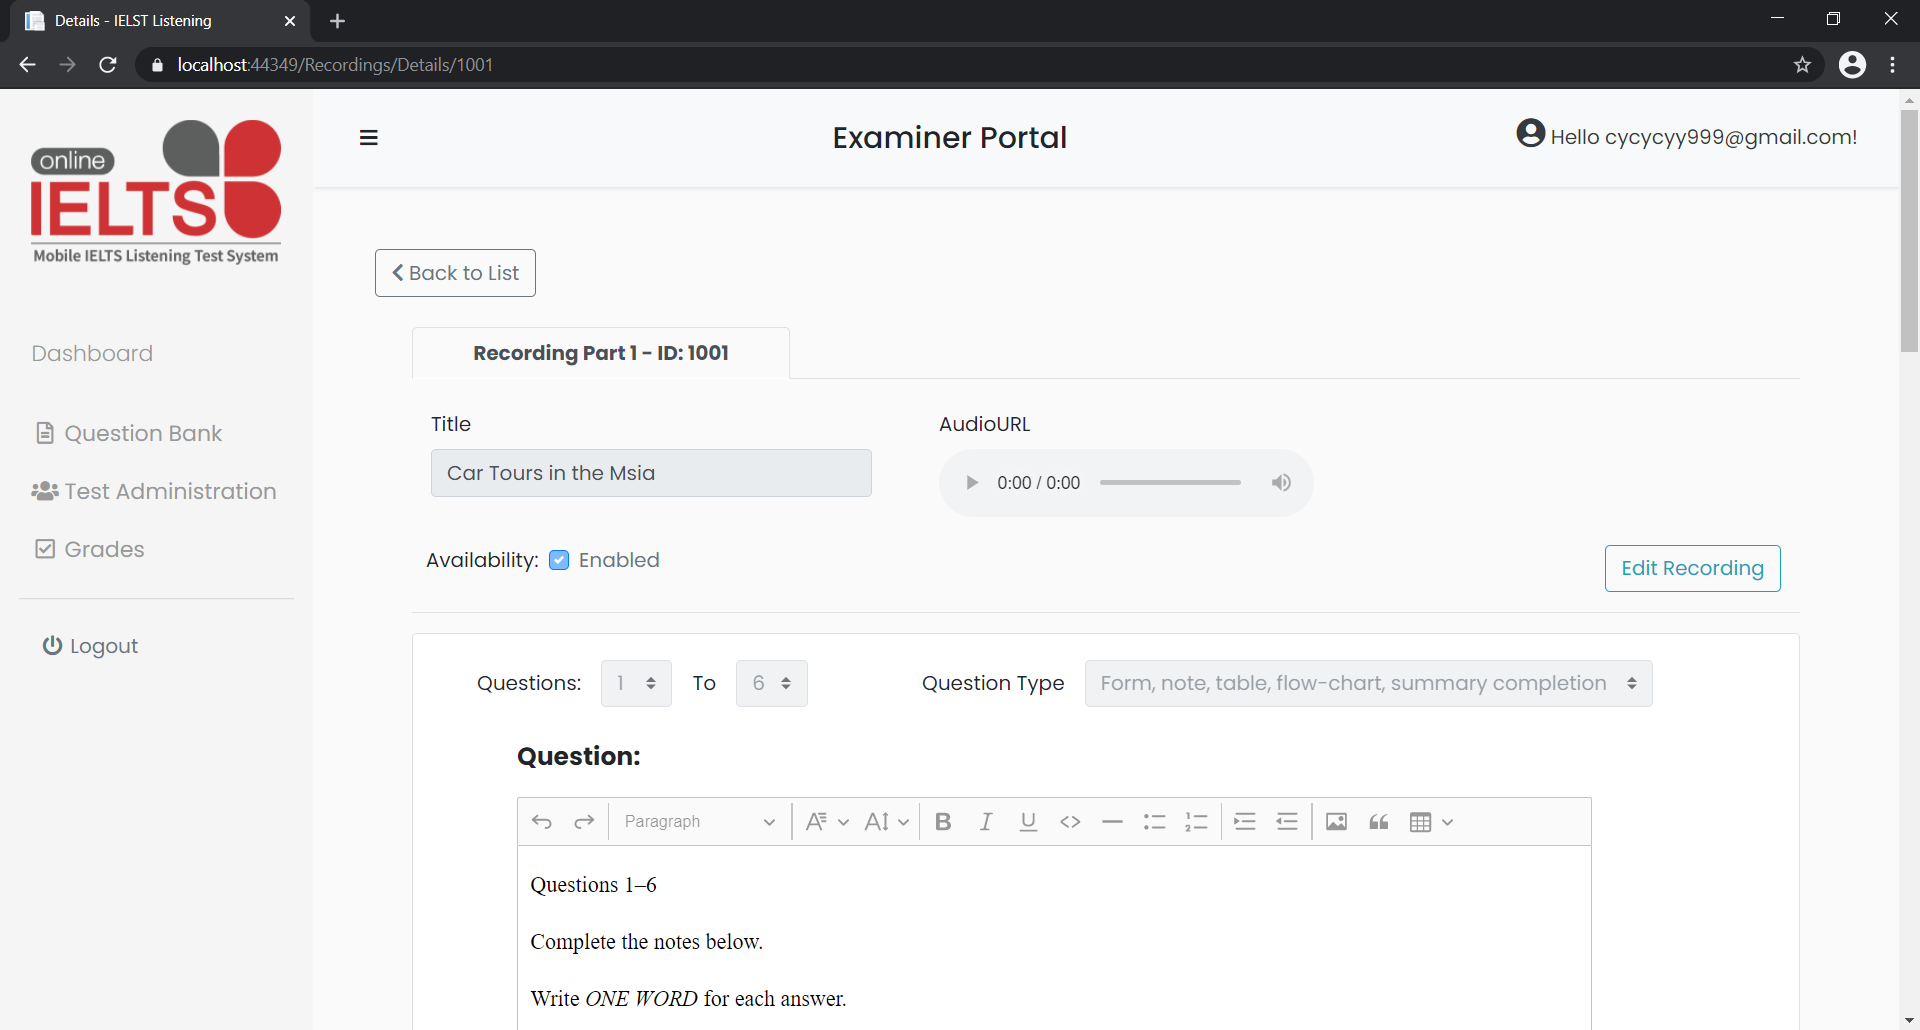 Details - IELST Listening
localhost:44349/Recordings/Details/1001
online
IELTS
Mobile IELTS Listening Test System
Examiner Portal
Hello cycycyy999@gmail.com!
Dashboard
Question Bank
Test Administration
Grades
Logout
Back to List
Recording Part 1 - ID: 1001
Title
AudioURL
Car Tours in the Msia
0:00 / 0:00
Availability: Enabled
Edit Recording
Questions: 1 To 6 Question Type Form, note, table, flow-chart, summary completion
Question:
Paragraph
Questions 1–6
Complete the notes below.
Write ONE WORD for each answer.